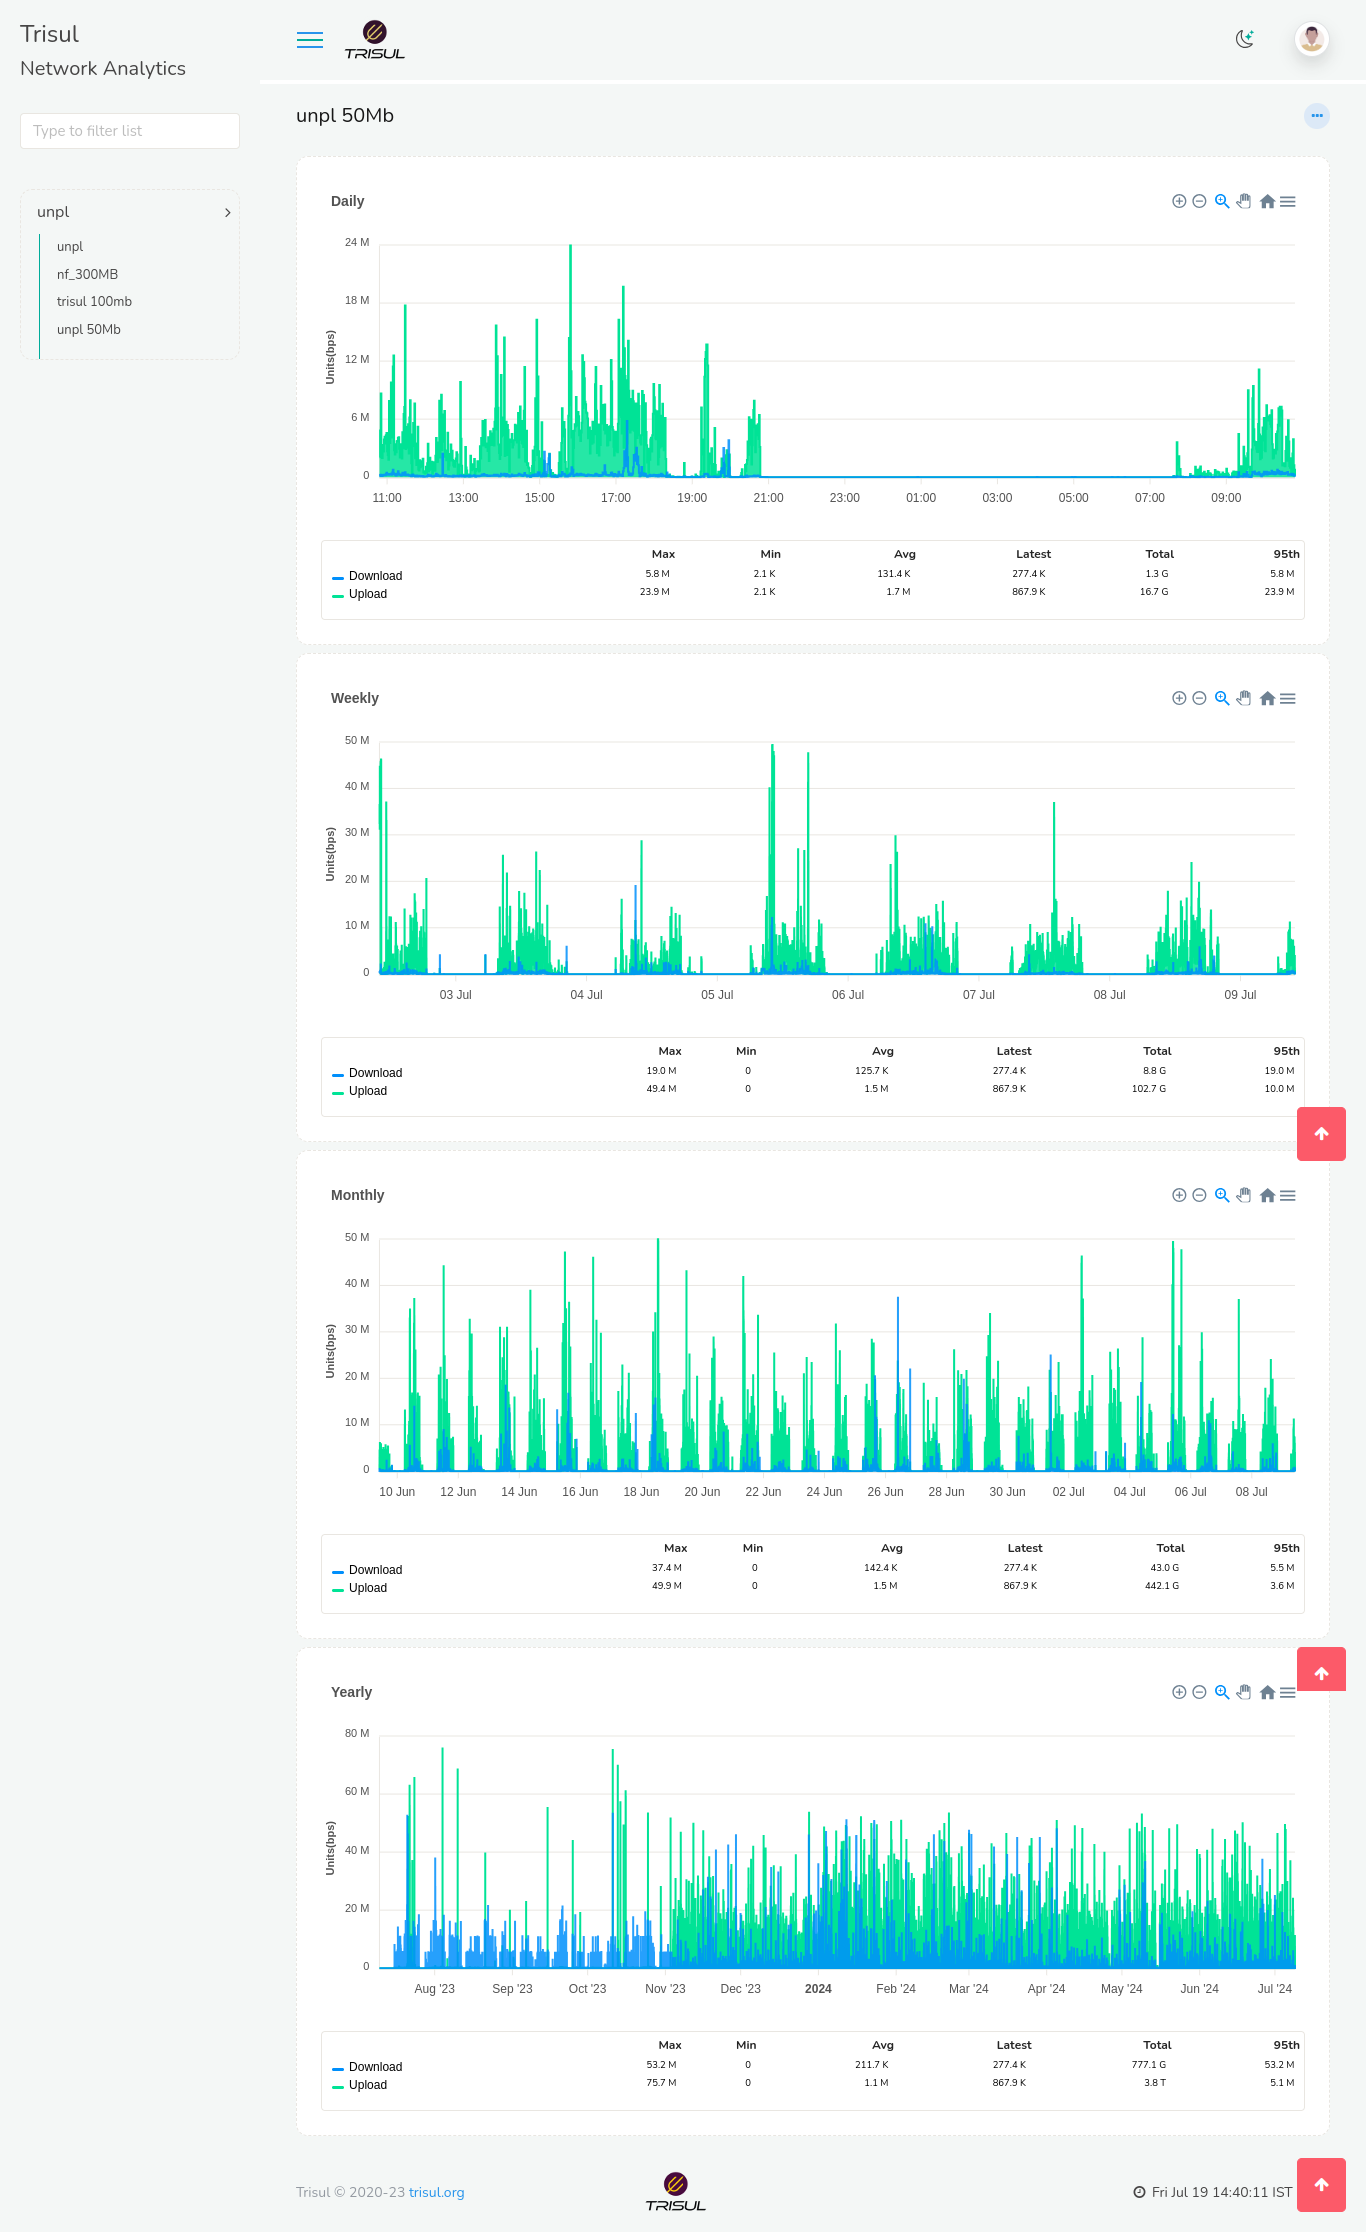 Trisul
Network Analytics
Type to filter list
unpl
unpl
nf_300MB
trisul 100mb
unpl 50Mb
TRISUL
unpl 50Mb
Daily
24 M
18 M
12 M
6 M
0
Units(bps)
11:00 13:00 15:00 17:00 19:00 21:00 23:00 01:00 03:00 05:00 07:00 09:00
Max Min Avg Latest Total 95th
Download 5.8 M 2.1 K 131.4 K 277.4 K 1.3 G 5.8 M
Upload 23.9 M 2.1 K 1.7 M 867.9 K 16.7 G 23.9 M
Weekly
50 M
40 M
30 M
20 M
10 M
0
Units(bps)
03 Jul 04 Jul 05 Jul 06 Jul 07 Jul 08 Jul 09 Jul
Max Min Avg Latest Total 95th
Download 19.0 M 0 125.7 K 277.4 K 8.8 G 19.0 M
Upload 49.4 M 0 1.5 M 867.9 K 102.7 G 10.0 M
Monthly
50 M
40 M
30 M
20 M
10 M
0
Units(bps)
10 Jun 12 Jun 14 Jun 16 Jun 18 Jun 20 Jun 22 Jun 24 Jun 26 Jun 28 Jun 30 Jun 02 Jul 04 Jul 06 Jul 08 Jul
Max Min Avg Latest Total 95th
Download 37.4 M 0 142.4 K 277.4 K 43.0 G 5.5 M
Upload 49.9 M 0 1.5 M 867.9 K 442.1 G 3.6 M
Yearly
80 M
60 M
40 M
20 M
0
Units(bps)
Aug '23 Sep '23 Oct '23 Nov '23 Dec '23 2024 Feb '24 Mar '24 Apr '24 May '24 Jun '24 Jul '24
Max Min Avg Latest Total 95th
Download 53.2 M 0 211.7 K 277.4 K 777.1 G 53.2 M
Upload 75.7 M 0 1.1 M 867.9 K 3.8 T 5.1 M
Trisul © 2020-23 trisul.org
TRISUL
Fri Jul 19 14:40:11 IST